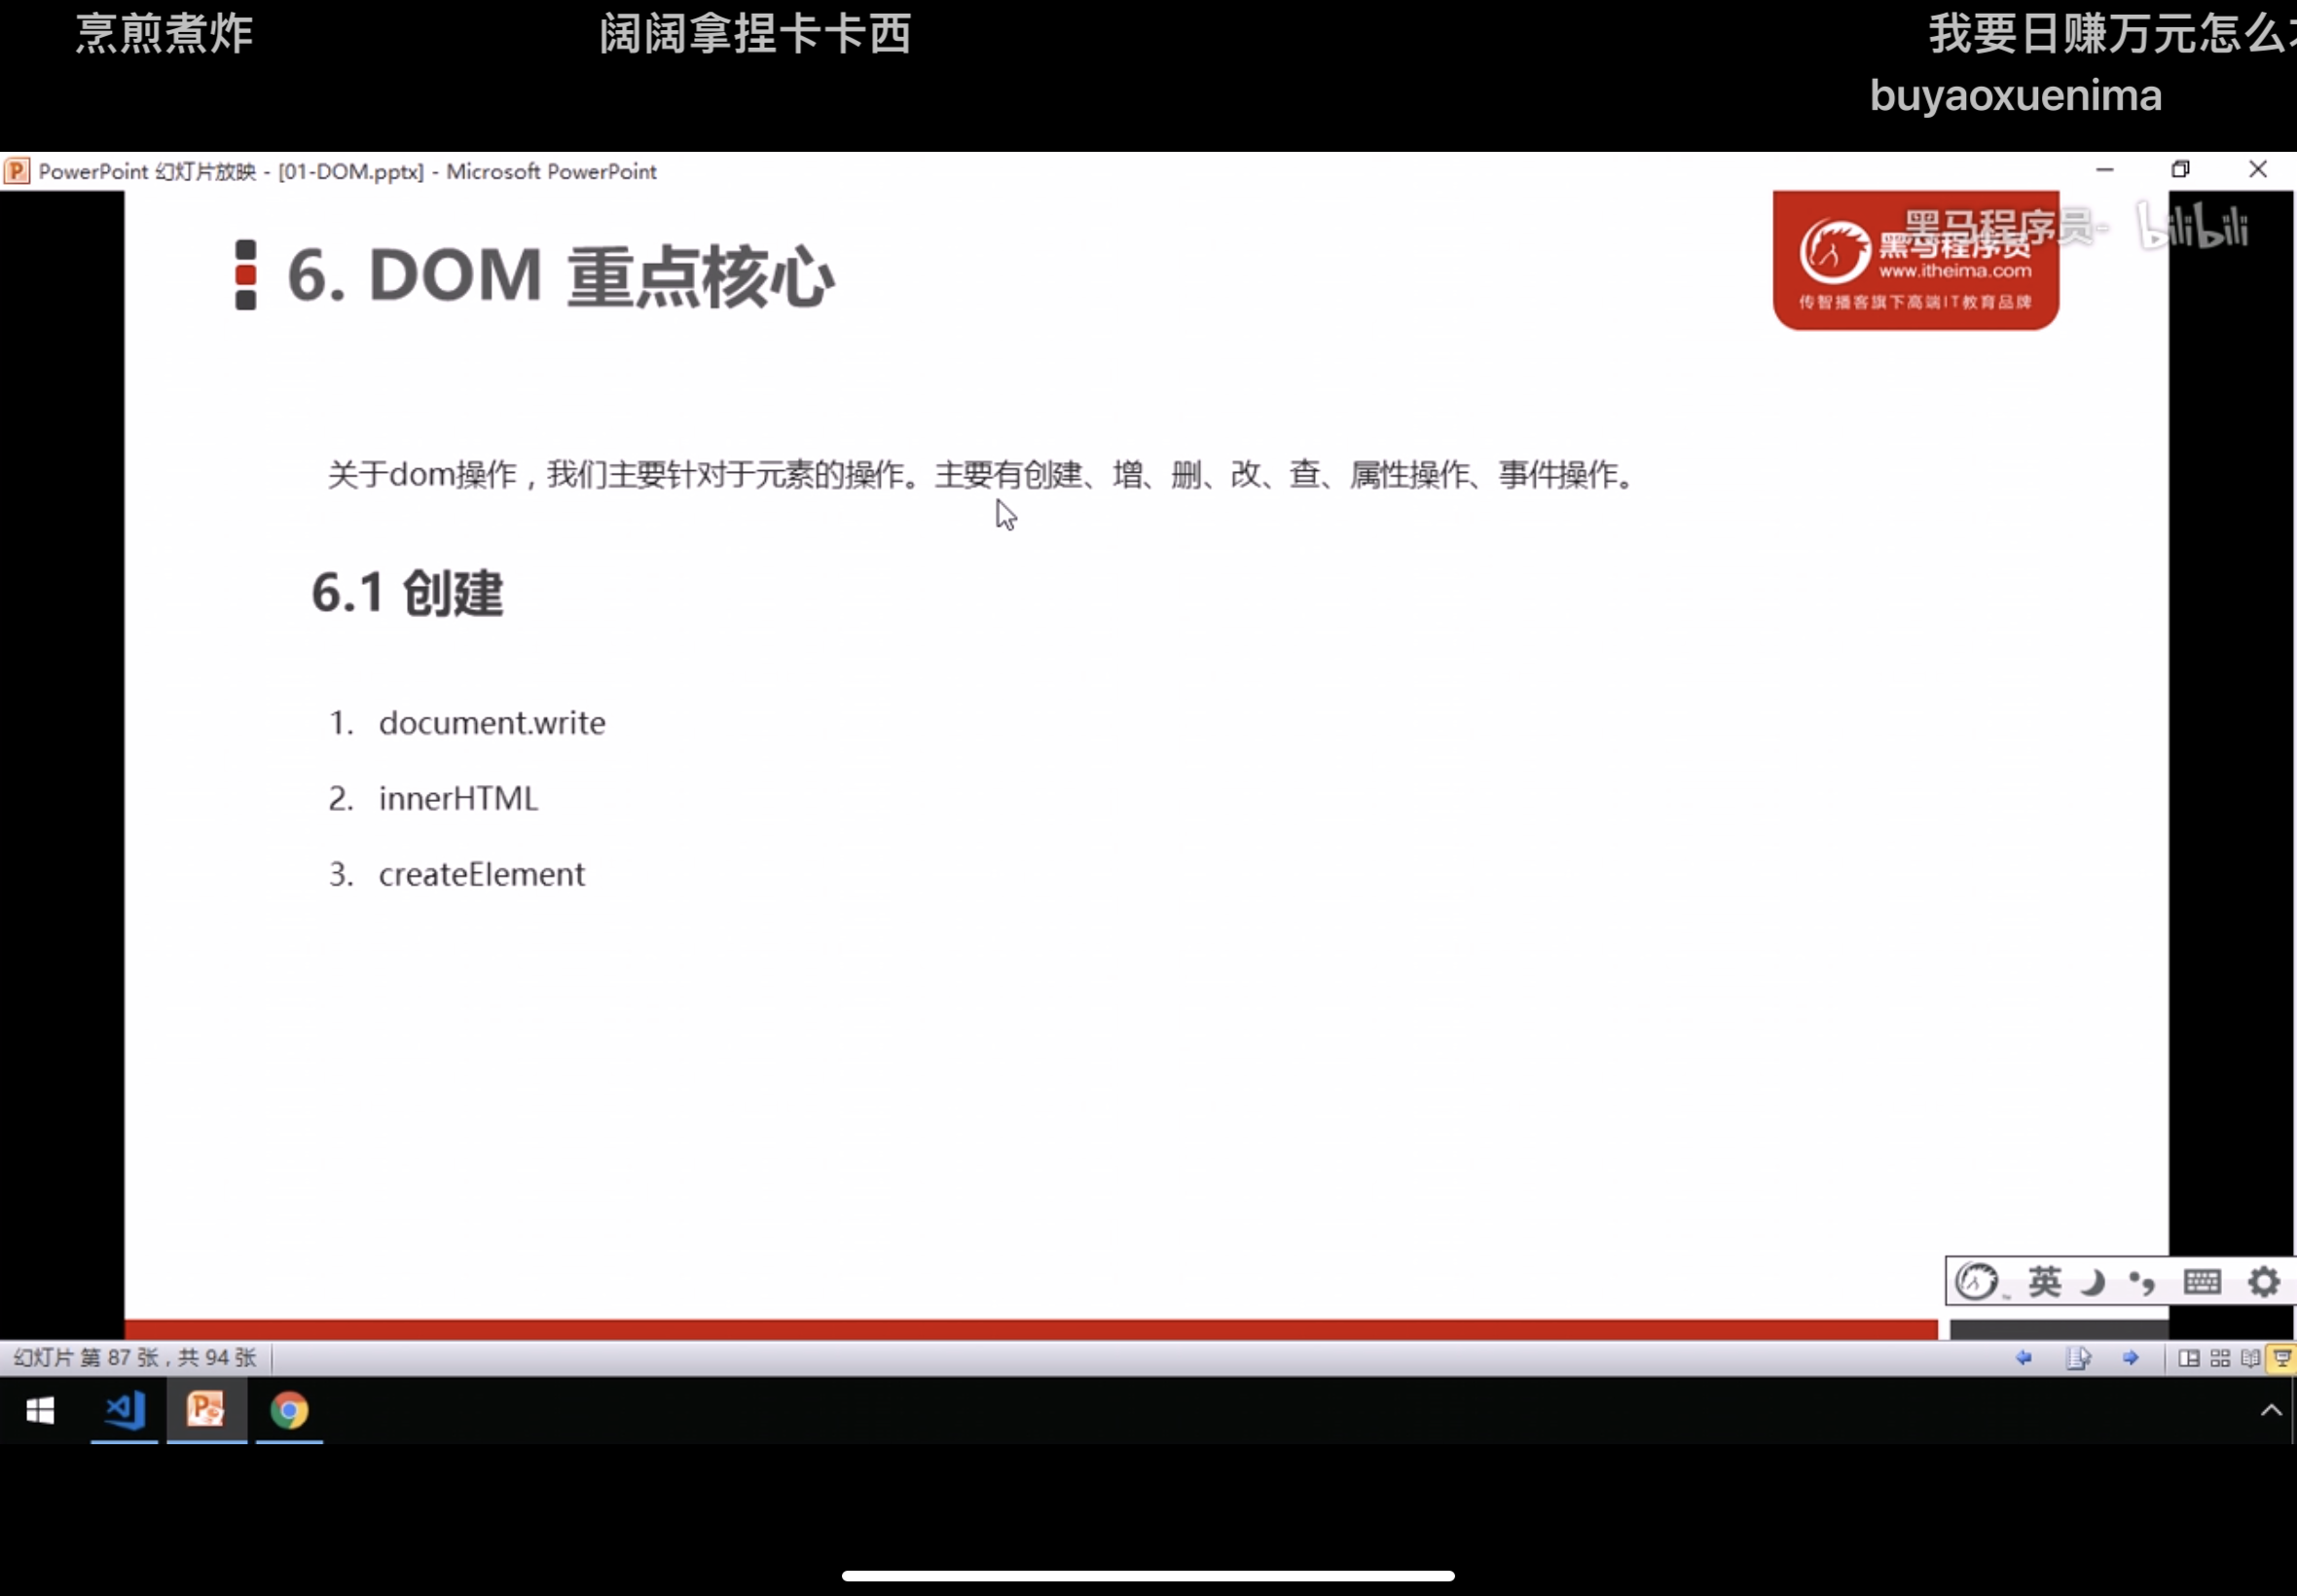 烹煎煮炸
阔阔拿捏卡卡西
我要日赚万元怎么
buyaoxuenima
PowerPoint 幻灯片放映 - [01-DOM.pptx] - Microsoft PowerPoint
6. DOM 重点核心
黑马程序员- bilibili
黑马程序员
www.itheima.com
传智播客旗下高端IT教育品牌
关于dom操作，我们主要针对于元素的操作。主要有创建、增、删、改、查、属性操作、事件操作。
6.1 创建
1. document.write
2. innerHTML
3. createElement
英
幻灯片 第 87 张，共 94 张